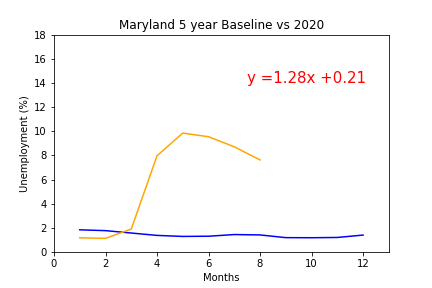 Maryland 5 year Baseline vs 2020
18
16
14
12
10
8
6
4
2
0
Unemployment (%)
y =1.28x +0.21
0 2 4 6 8 10 12
Months